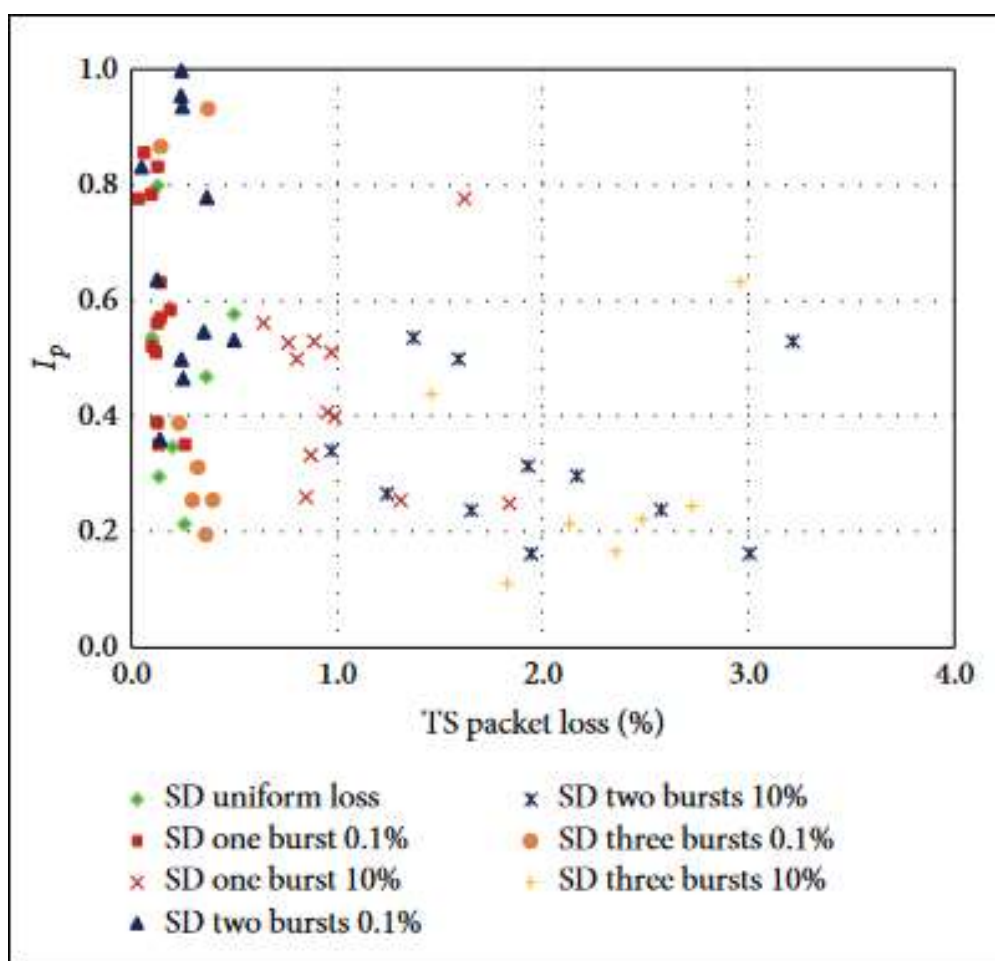 1.0
0.8
0.6
0.4
0.2
0.0
I_p
0.0 1.0 2.0 3.0 4.0
TS packet loss (%)
SD uniform loss
SD one burst 0.1%
SD one burst 10%
SD two bursts 0.1%
SD two bursts 10%
SD three bursts 0.1%
SD three bursts 10%